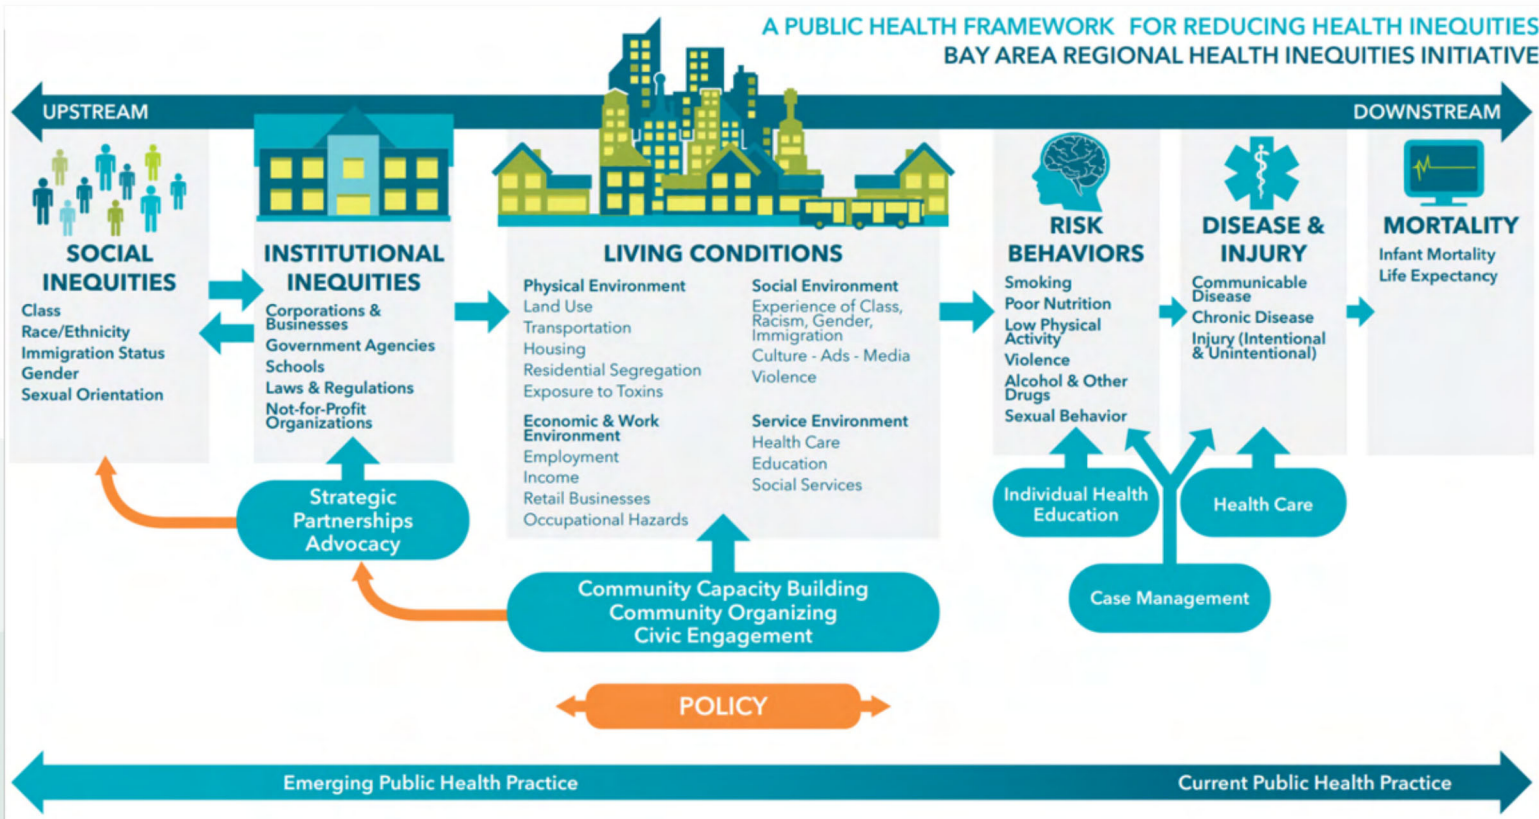 A PUBLIC HEALTH FRAMEWORK FOR REDUCING HEALTH INEQUITIES
BAY AREA REGIONAL HEALTH INEQUITIES INITIATIVE
UPSTREAM
DOWNSTREAM
SOCIAL
INEQUITIES
Class
Race/Ethnicity
Immigration Status
Gender
Sexual Orientation
INSTITUTIONAL
INEQUITIES
Corporations &
Businesses
Government Agencies
Schools
Laws & Regulations
Not-for-Profit
Organizations
LIVING CONDITIONS
Physical Environment
Land Use
Transportation
Housing
Residential Segregation
Exposure to Toxins
Economic & Work
Environment
Employment
Income
Retail Businesses
Occupational Hazards
Social Environment
Experience of Class,
Racism, Gender,
Immigration
Culture - Ads - Media
Violence
Service Environment
Health Care
Education
Social Services
RISK
BEHAVIORS
Smoking
Poor Nutrition
Low Physical
Activity
Violence
Alcohol & Other
Drugs
Sexual Behavior
DISEASE &
INJURY
Communicable
Disease
Chronic Disease
Injury (Intentional
& Unintentional)
MORTALITY
Infant Mortality
Life Expectancy
Strategic
Partnerships
Advocacy
Community Capacity Building
Community Organizing
Civic Engagement
Individual Health
Education
Health Care
Case Management
POLICY
Emerging Public Health Practice
Current Public Health Practice